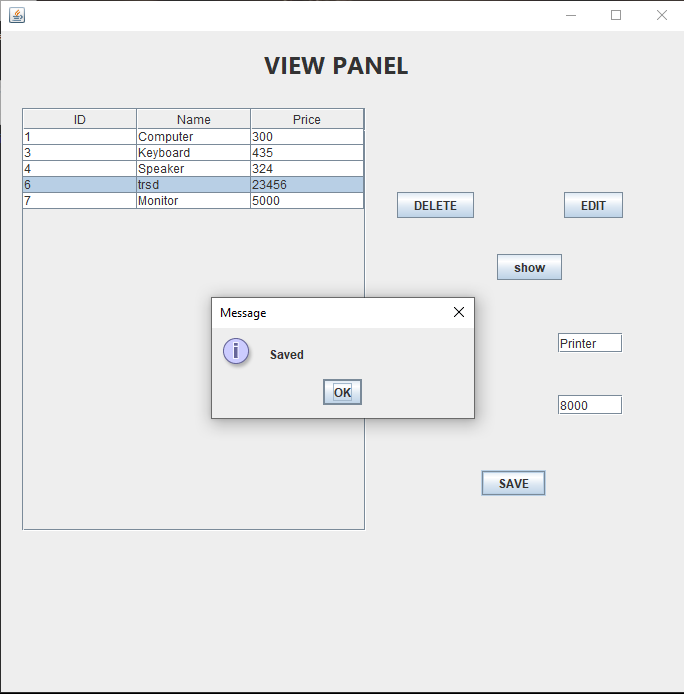 VIEW PANEL
ID Name Price
1 Computer 300
3 Keyboard 435
4 Speaker 324
6 trsd 23456
7 Monitor 5000
DELETE EDIT
show
Message
Saved
OK
Printer
8000
SAVE